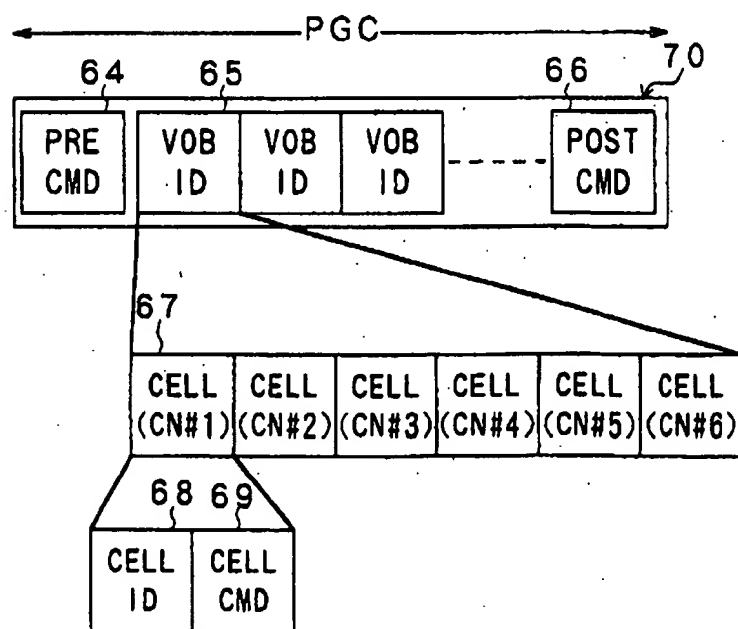 PGC
64 65 66 70
PRE CMD VOB ID VOB ID VOB ID POST CMD
67
CELL (CN#1) CELL (CN#2) CELL (CN#3) CELL (CN#4) CELL (CN#5) CELL (CN#6)
68 69
CELL ID CELL CMD